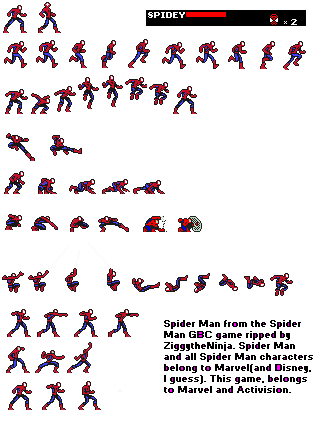 SPIDEY
x 2
Spider Man from the Spider
Man GBC game ripped by
ZiggytheNinja. Spider Man
and all Spider Man characters
belong to Marvel(and Disney,
I guess). This game, belongs
to Marvel and Activision.